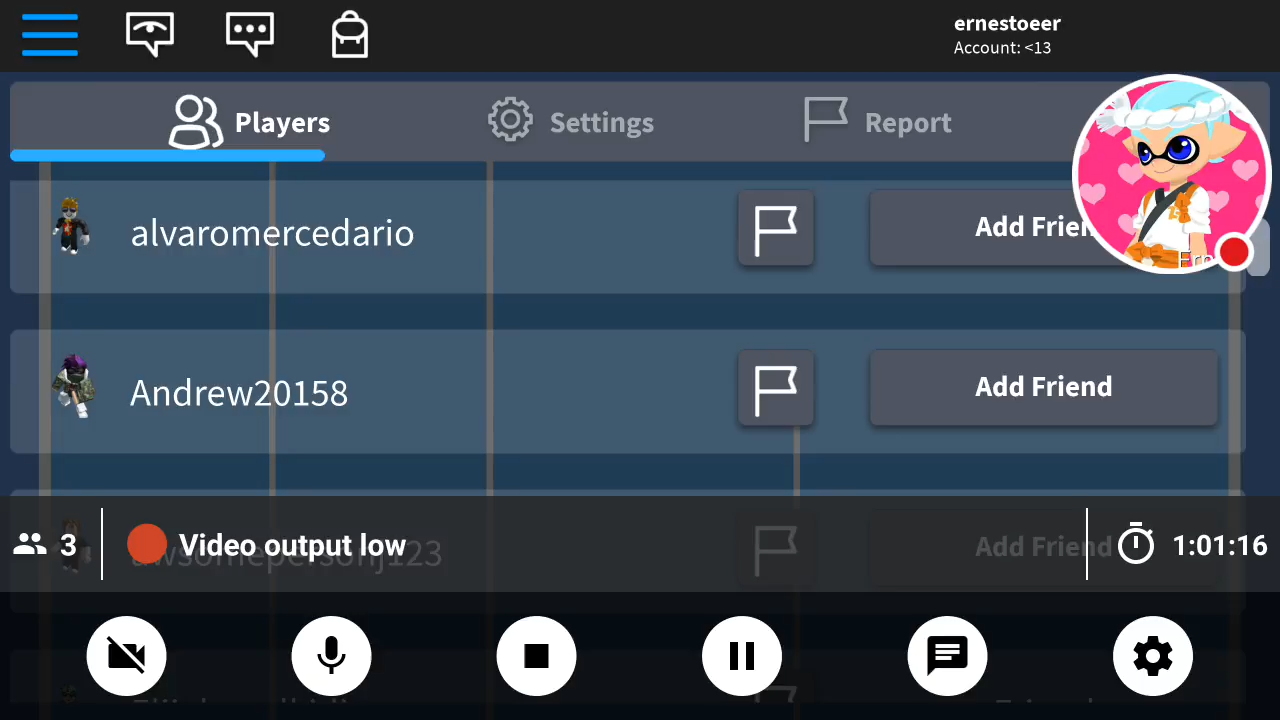 ernestoeer
Account: <13
Players
Settings
Report
alvaromercedario
Add Frien
Andrew20158
Add Friend
awsomepersonj123
Add Friend
3
Video output low
1:01:16